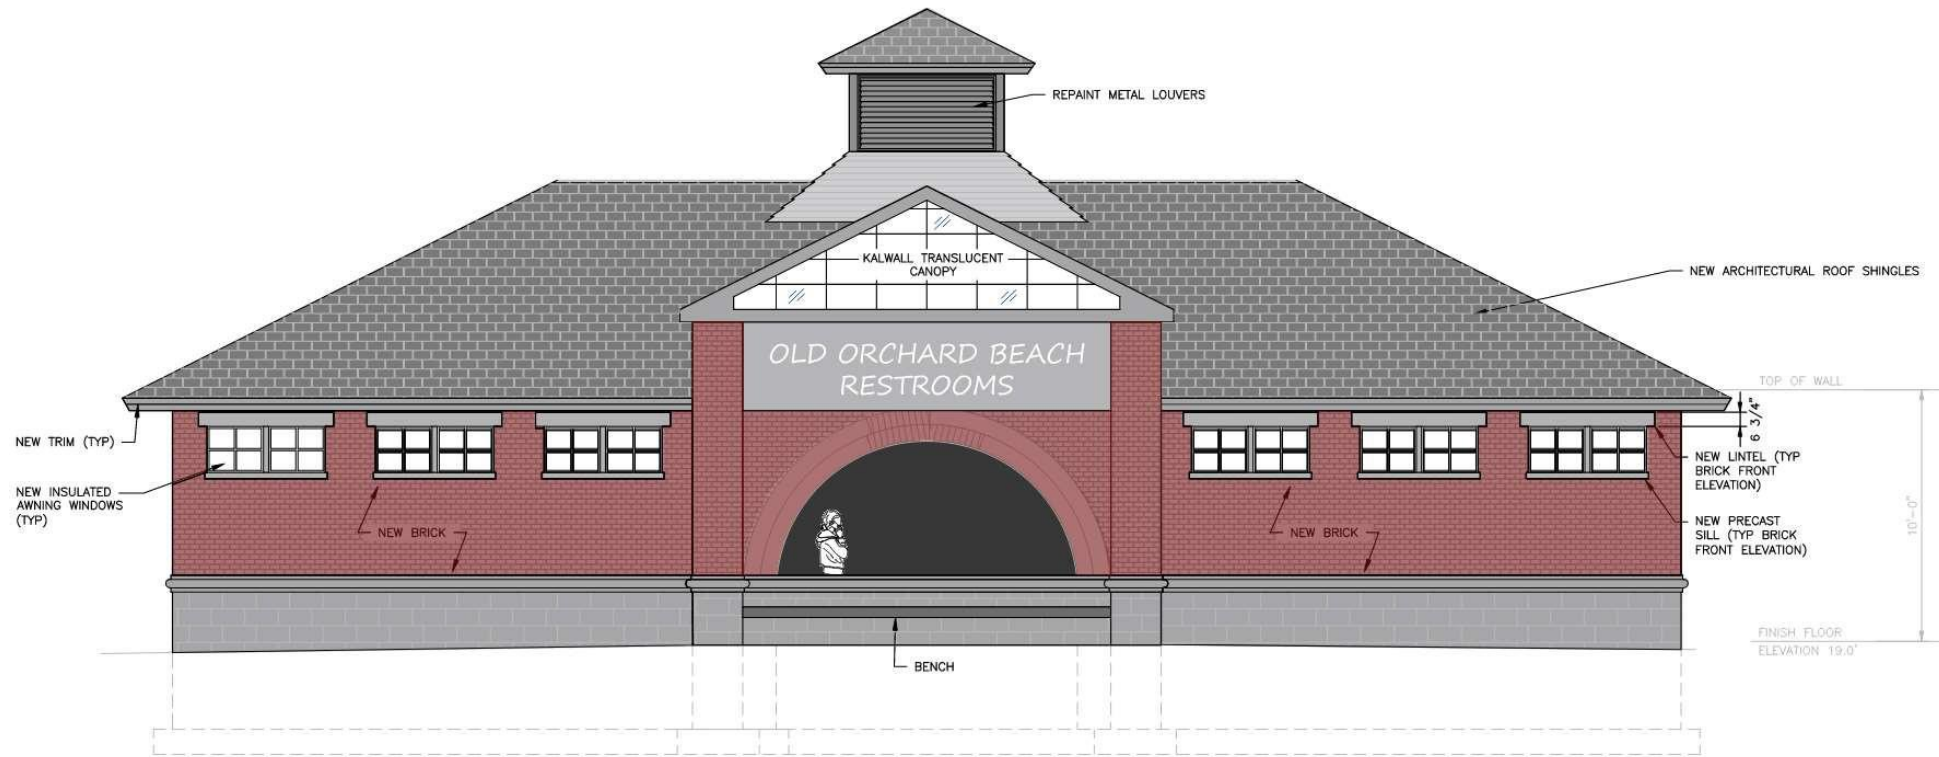 REPAINT METAL LOUVERS
KALWALL TRANSLUCENT
CANOPY
NEW ARCHITECTURAL ROOF SHINGLES
OLD ORCHARD BEACH
RESTROOMS
TOP OF WALL
6 3/4"
NEW TRIM (TYP)
NEW LINTEL (TYP
BRICK FRONT
ELEVATION)
NEW INSULATED
AWNING WINDOWS
(TYP)
NEW BRICK
NEW BRICK
NEW PRECAST
SILL (TYP BRICK
FRONT ELEVATION)
10'-0"
FINISH FLOOR
ELEVATION 19.0'
BENCH